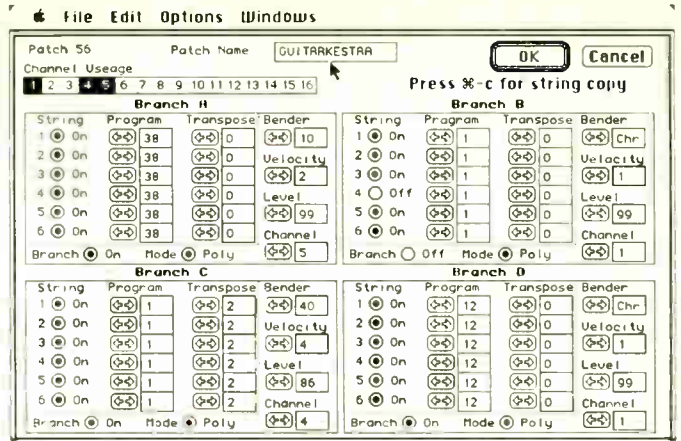 File Edit Options Windows
Patch 56 Patch Name GUITARKESTRA OK Cancel
Channel Useage
1 2 3 4 5 6 7 8 9 10 11 12 13 14 15 16
Press ⌘-c for string copy
Branch A
String Program Transpose Bender
1 On 38 0 10
2 On 38 0 Velocity
3 On 38 0 2
4 On 38 0 Level
5 On 38 0 99
6 On 38 0 Channel
Branch On Mode Poly 5
Branch B
String Program Transpose Bender
1 On 1 0 Chr
2 On 1 0 Velocity
3 On 1 0 1
4 Off 1 0 Level
5 On 1 0 99
6 On 1 0 Channel
Branch Off Mode Poly 1
Branch C
String Program Transpose Bender
1 On 1 2 40
2 On 1 2 Velocity
3 On 1 2 4
4 On 1 2 Level
5 On 1 2 86
6 On 1 2 Channel
Branch On Mode Poly 4
Branch D
String Program Transpose Bender
1 On 12 0 Chr
2 On 12 0 Velocity
3 On 12 0 1
4 On 12 0 Level
5 On 12 0 99
6 On 12 0 Channel
Branch On Mode Poly 1